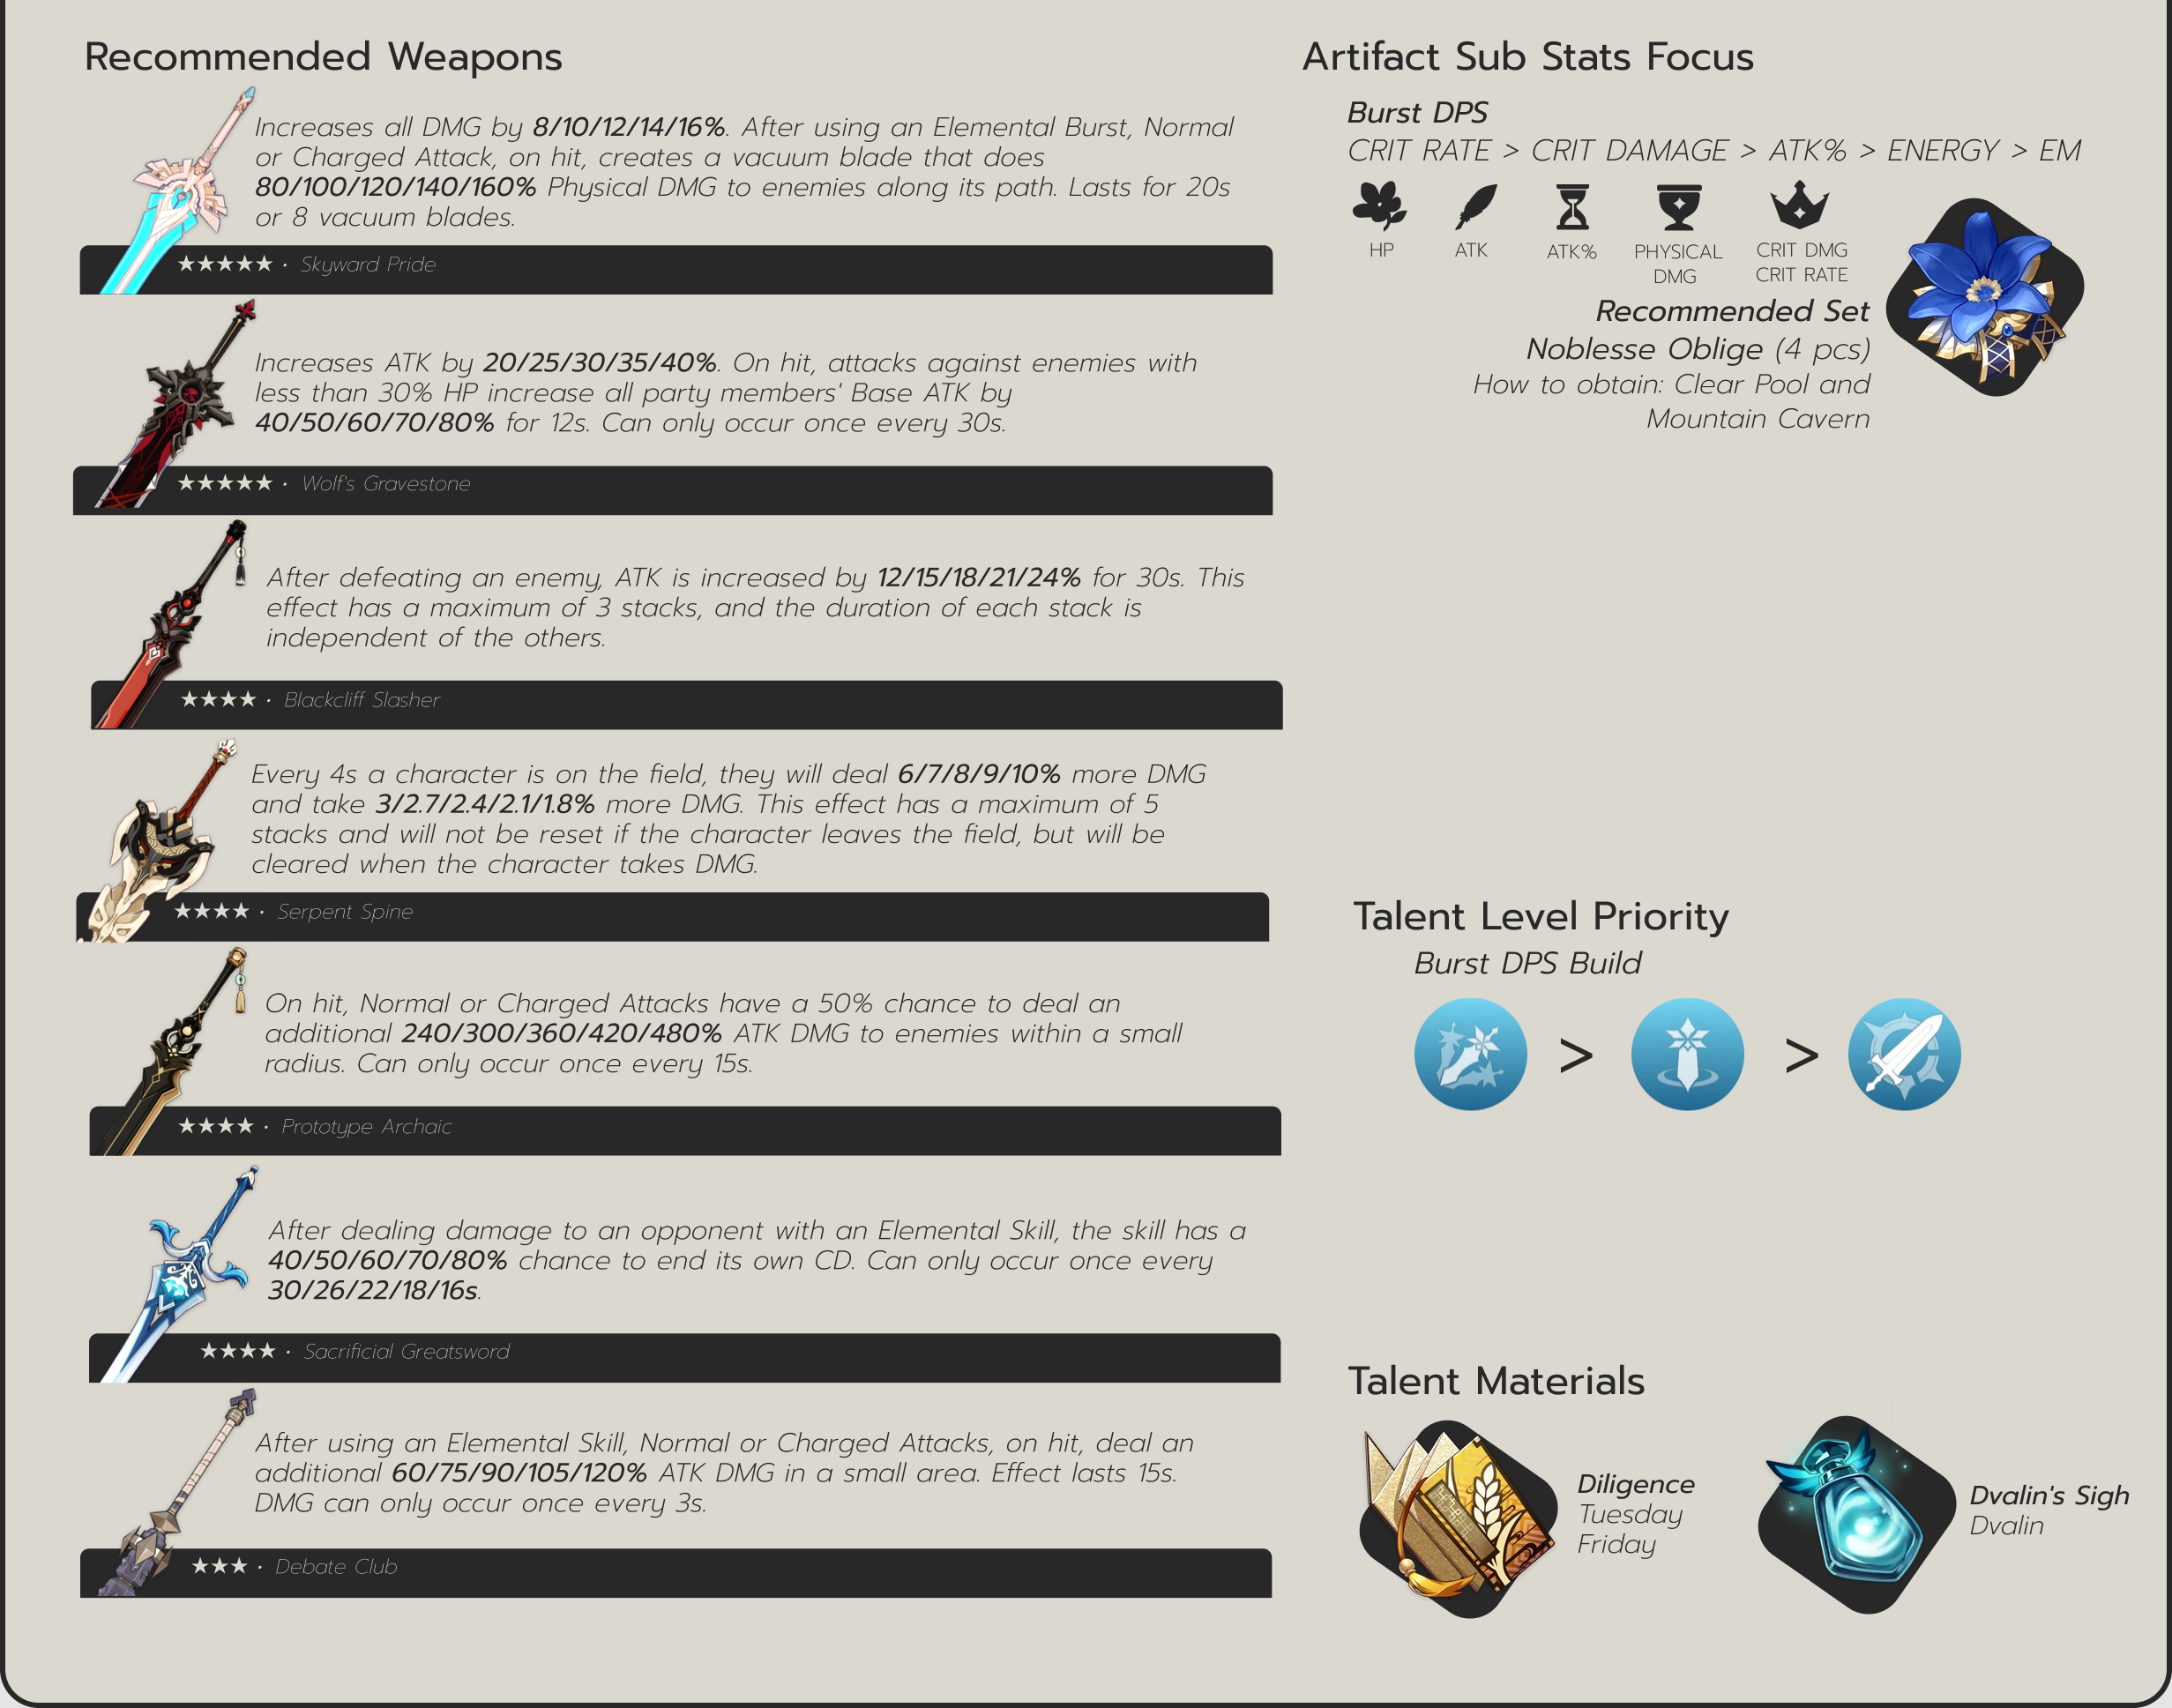 Recommended Weapons
Increases all DMG by 8/10/12/14/16%. After using an Elemental Burst, Normal
or Charged Attack, on hit, creates a vacuum blade that does
80/100/120/140/160% Physical DMG to enemies along its path. Lasts for 20s
or 8 vacuum blades.
★★★★★ · Skyward Pride
Increases ATK by 20/25/30/35/40%. On hit, attacks against enemies with
less than 30% HP increase all party members' Base ATK by
40/50/60/70/80% for 12s. Can only occur once every 30s.
★★★★★ · Wolf's Gravestone
After defeating an enemy, ATK is increased by 12/15/18/21/24% for 30s. This
effect has a maximum of 3 stacks, and the duration of each stack is
independent of the others.
★★★★ · Blackcliff Slasher
Every 4s a character is on the field, they will deal 6/7/8/9/10% more DMG
and take 3/2.7/2.4/2.1/1.8% more DMG. This effect has a maximum of 5
stacks and will not be reset if the character leaves the field, but will be
cleared when the character takes DMG.
★★★★ · Serpent Spine
On hit, Normal or Charged Attacks have a 50% chance to deal an
additional 240/300/360/420/480% ATK DMG to enemies within a small
radius. Can only occur once every 15s.
★★★★ · Prototype Archaic
After dealing damage to an opponent with an Elemental Skill, the skill has a
40/50/60/70/80% chance to end its own CD. Can only occur once every
30/26/22/18/16s.
★★★★ · Sacrificial Greatsword
After using an Elemental Skill, Normal or Charged Attacks, on hit, deal an
additional 60/75/90/105/120% ATK DMG in a small area. Effect lasts 15s.
DMG can only occur once every 3s.
★★★ · Debate Club
Artifact Sub Stats Focus
Burst DPS
CRIT RATE > CRIT DAMAGE > ATK% > ENERGY > EM
HP ATK ATK% PHYSICAL CRIT DMG
DMG CRIT RATE
Recommended Set
Noblesse Oblige (4 pcs)
How to obtain: Clear Pool and
Mountain Cavern
Talent Level Priority
Burst DPS Build
> >
Talent Materials
Diligence
Tuesday
Friday
Dvalin's Sigh
Dvalin